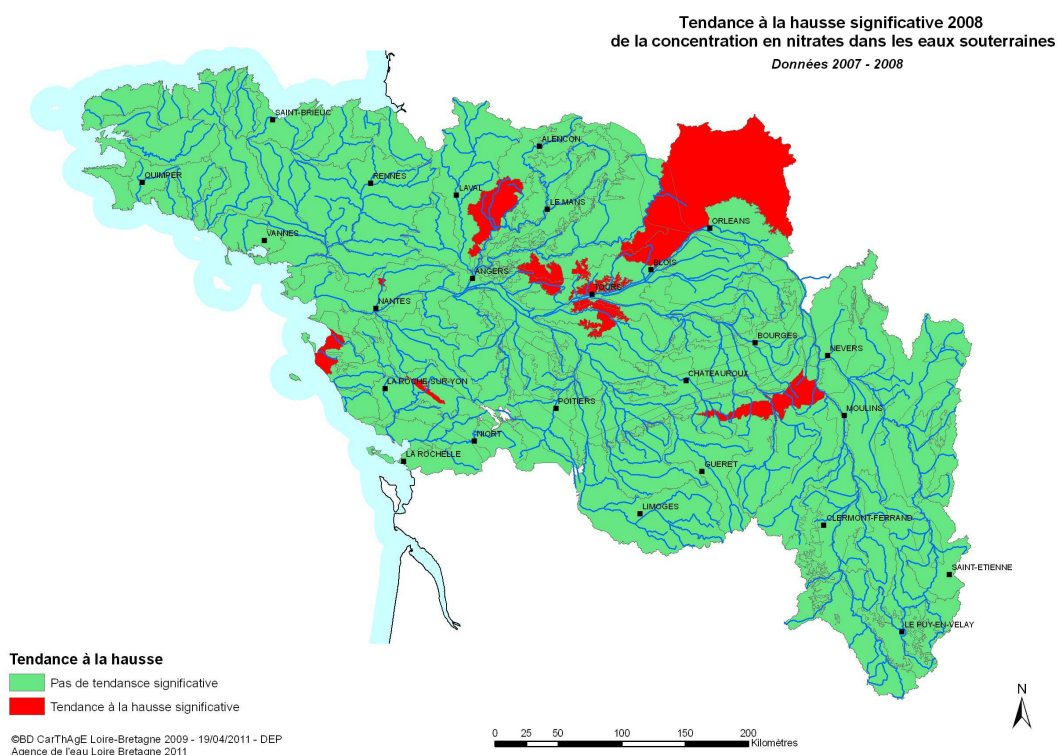 Tendance à la hausse significative 2008
de la concentration en nitrates dans les eaux souterraines
Données 2007 - 2008
SAINT-BRIEUC
ALENCON
QUIMPER
RENNES
LAVAL
LE MANS
ORLEANS
VANNES
BLOIS
ANGERS
TOURS
NANTES
BOURGES
NEVERS
LA ROCHE-SUR-YON
CHATEAUROUX
POITIERS
MOULINS
NIORT
LA ROCHELLE
GUERET
LIMOGES
CLERMONT-FERRAND
SAINT-ETIENNE
LE PUY-EN-VELAY
Tendance à la hausse
Pas de tendansce significative
Tendance à la hausse significative
N
©BD CarThAgE Loire-Bretagne 2009 - 19/04/2011 - DEP
Agence de l'eau Loire Bretagne 2011
0 25 50 100 150 200
Kilomètres